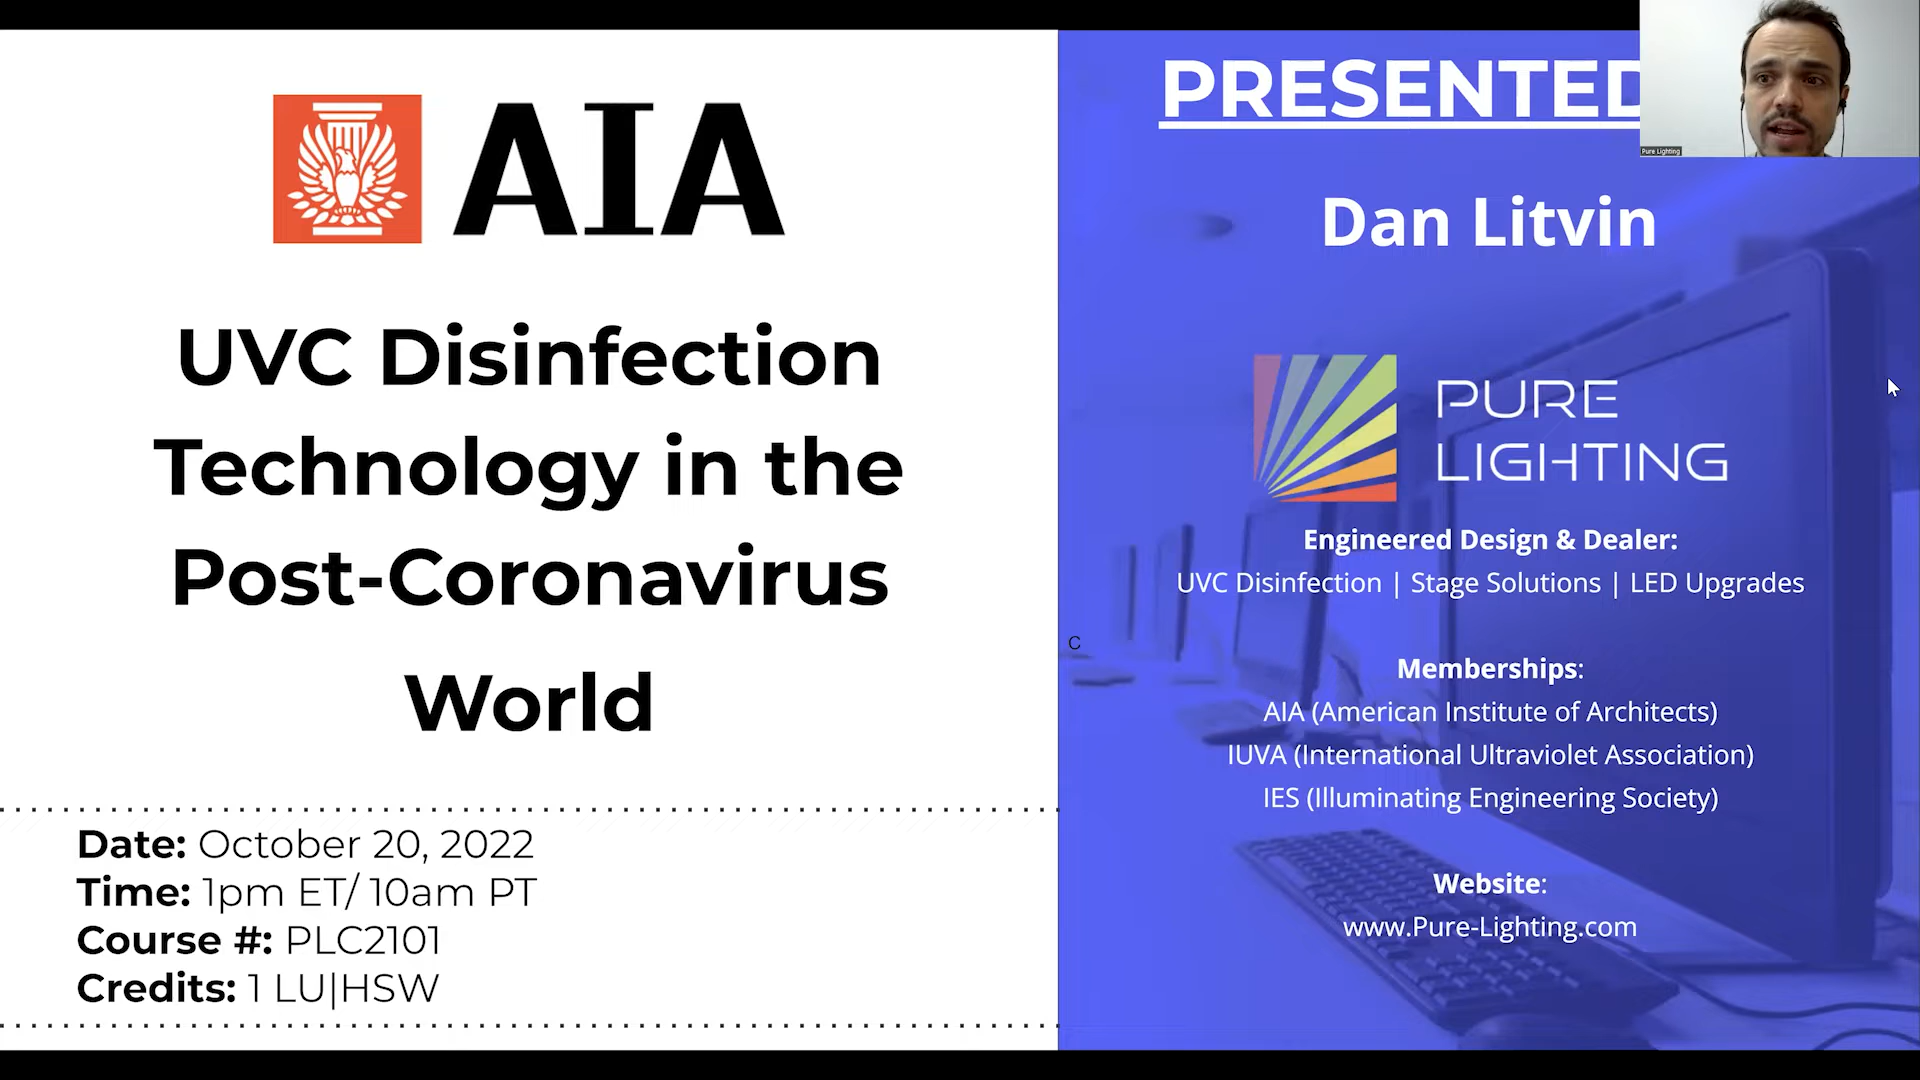 AIA
UVC Disinfection
Technology in the
Post-Coronavirus
World
Date: October 20, 2022
Time: 1pm ET/ 10am PT
Course #: PLC2101
Credits: 1 LU|HSW
PRESENTED
Pure Lighting
Dan Litvin
PURE
LIGHTING
Engineered Design & Dealer:
UVC Disinfection | Stage Solutions | LED Upgrades
C
Memberships:
AIA (American Institute of Architects)
IUVA (International Ultraviolet Association)
IES (Illuminating Engineering Society)
Website:
www.Pure-Lighting.com